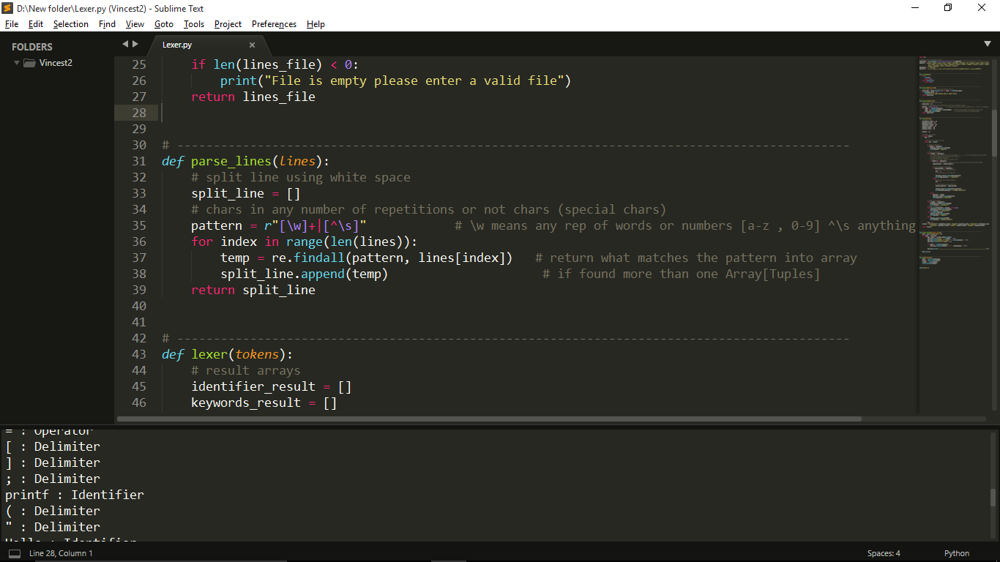 D:\New folder\Lexer.py (Vincest2) - Sublime Text
File Edit Selection Find View Goto Tools Project Preferences Help
FOLDERS
Vincest2
Lexer.py
25 if len(lines_file) < 0:
26 print("File is empty please enter a valid file")
27 return lines_file
28
29
30 # --------------------------------------------------------------------------------------------
31 def parse_lines(lines):
32 # split line using white space
33 split_line = []
34 # chars in any number of repetitions or not chars (special chars)
35 pattern = r"[\w]+|[^\s]" # \w means any rep of words or numbers [a-z , 0-9] ^\s anything
36 for index in range(len(lines)):
37 temp = re.findall(pattern, lines[index]) # return what matches the pattern into array
38 split_line.append(temp) # if found more than one Array[Tuples]
39 return split_line
40
41
42 # --------------------------------------------------------------------------------------------
43 def lexer(tokens):
44 # result arrays
45 identifier_result = []
46 keywords_result = []
= : Operator
[ : Delimiter
] : Delimiter
; : Delimiter
printf : Identifier
( : Delimiter
" : Delimiter
Hello : Identifier
Line 28, Column 1
Spaces: 4
Python